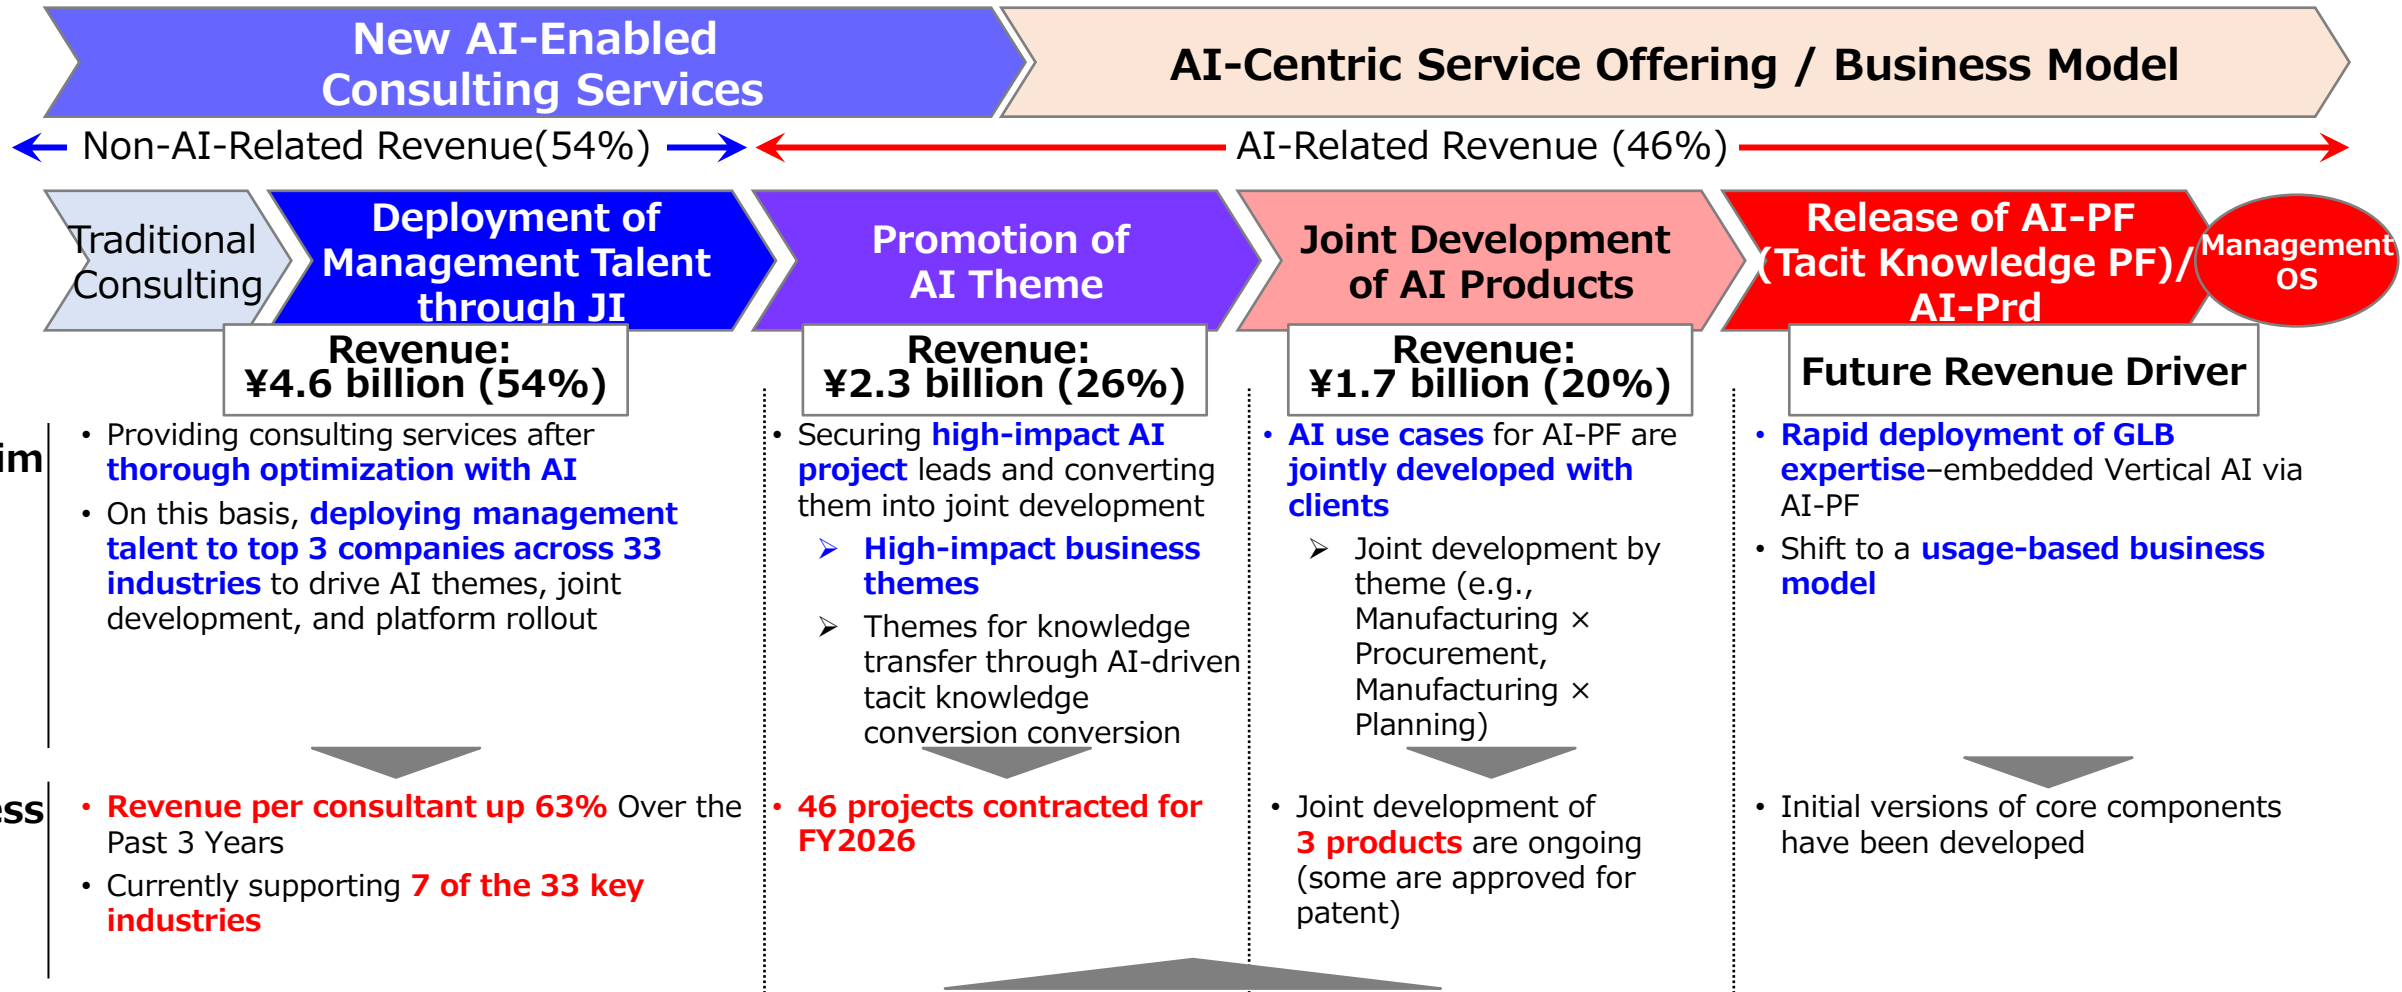 New AI-Enabled
Consulting Services
AI-Centric Service Offering / Business Model
Non-AI-Related Revenue(54%)
AI-Related Revenue (46%)
Traditional
Consulting
Deployment of
Management Talent
through JI
Promotion of
AI Theme
Joint Development
of AI Products
Release of AI-PF
(Tacit Knowledge PF)/
AI-Prd
Management
OS
Revenue:
¥4.6 billion (54%)
Revenue:
¥2.3 billion (26%)
Revenue:
¥1.7 billion (20%)
Future Revenue Driver
im
• Providing consulting services after
thorough optimization with AI
• On this basis, deploying management
talent to top 3 companies across 33
industries to drive AI themes, joint
development, and platform rollout
• Securing high-impact AI
project leads and converting
them into joint development
➢ High-impact business
themes
➢ Themes for knowledge
transfer through AI-driven
tacit knowledge
conversion conversion
• AI use cases for AI-PF are
jointly developed with
clients
➢ Joint development by
theme (e.g.,
Manufacturing ×
Procurement,
Manufacturing ×
Planning)
• Rapid deployment of GLB
expertise–embedded Vertical AI via
AI-PF
• Shift to a usage-based business
model
ess
• Revenue per consultant up 63% Over the
Past 3 Years
• Currently supporting 7 of the 33 key
industries
• 46 projects contracted for
FY2026
• Joint development of
3 products are ongoing
(some are approved for
patent)
• Initial versions of core components
have been developed